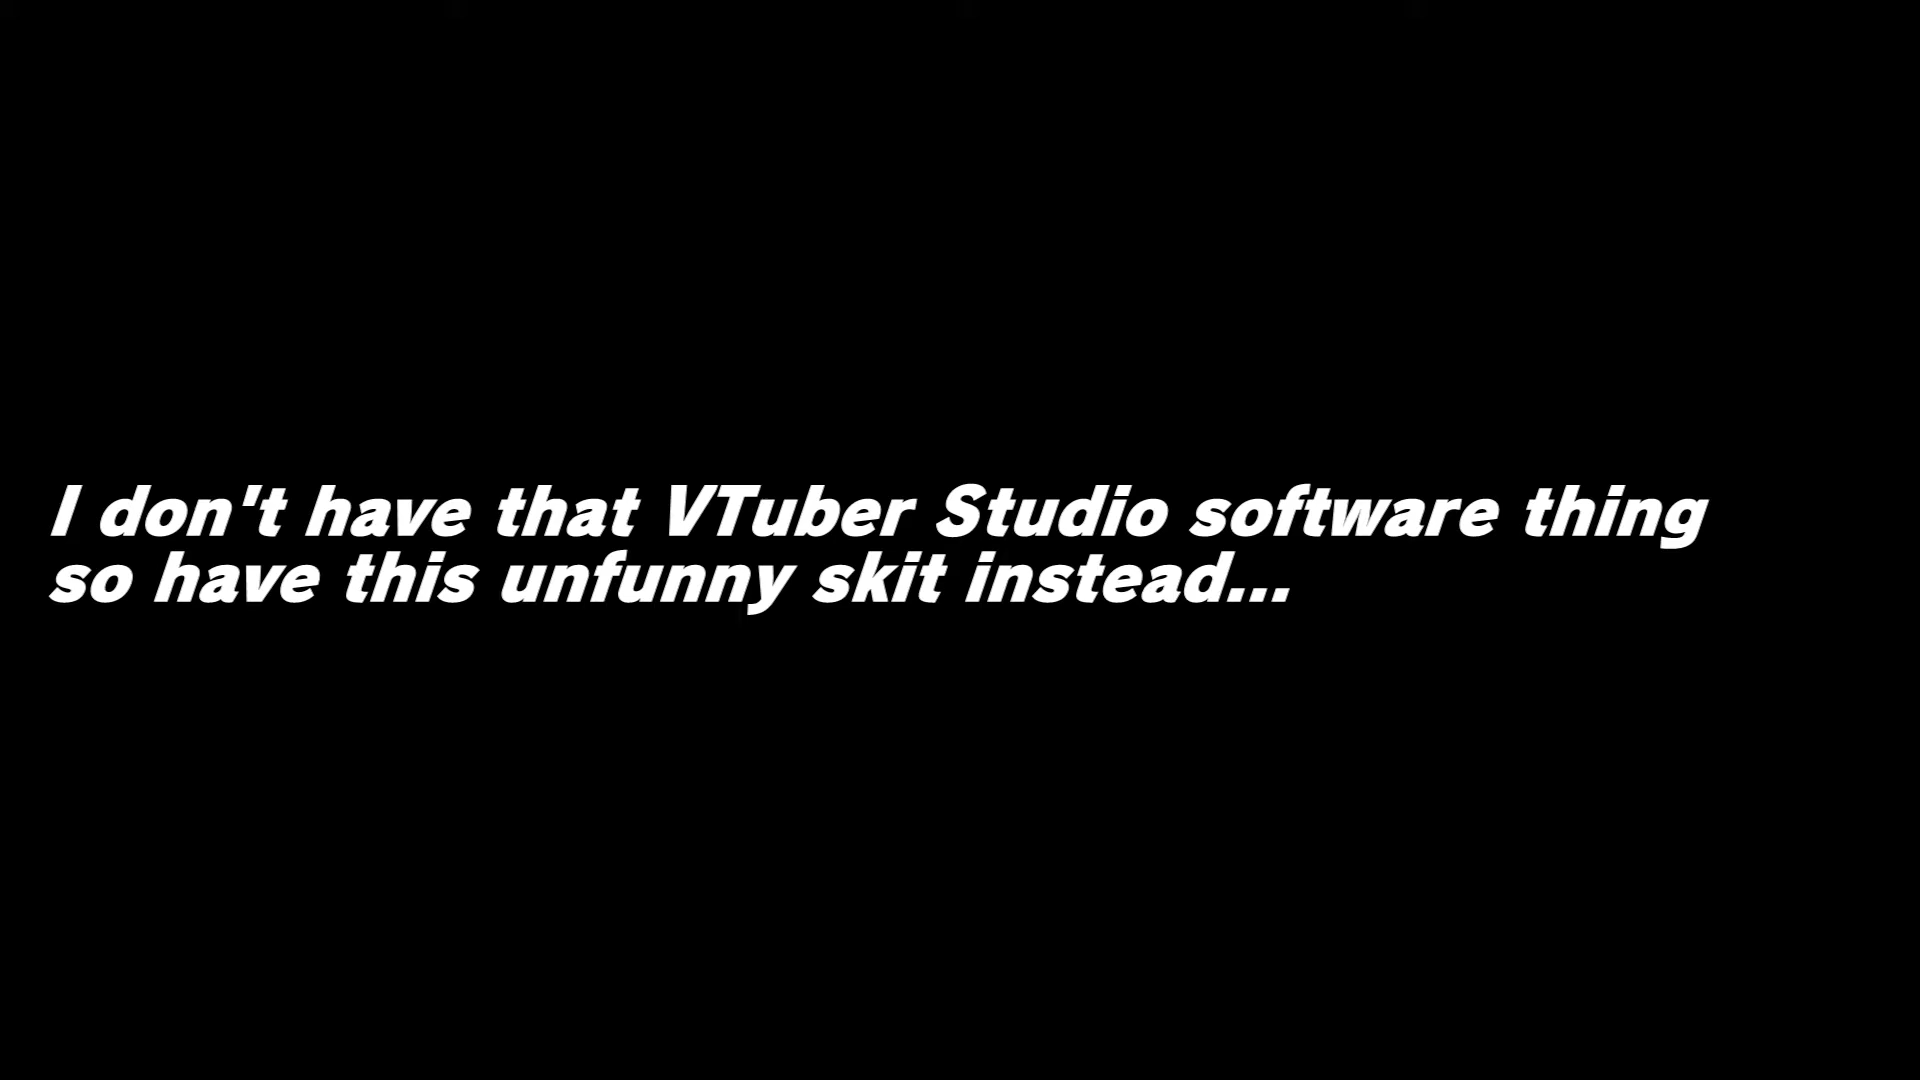 I don't have that VTuber Studio software thing
so have this unfunny skit instead...